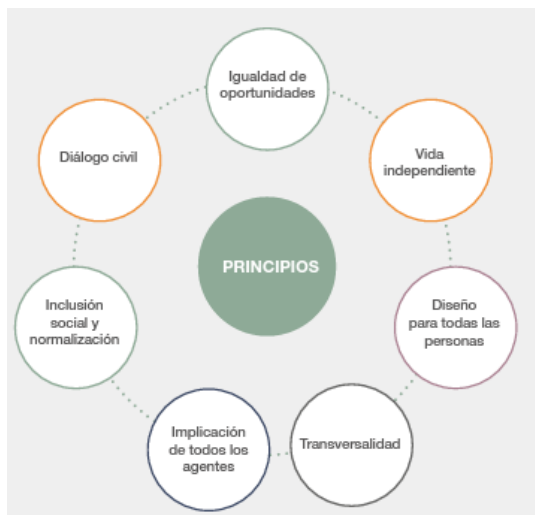 Igualdad de
oportunidades
Vida
independiente
Diseño
para todas las
personas
Transversalidad
Implicación
de todos los
agentes
Inclusión
social y
normalización
Diálogo civil
PRINCIPIOS